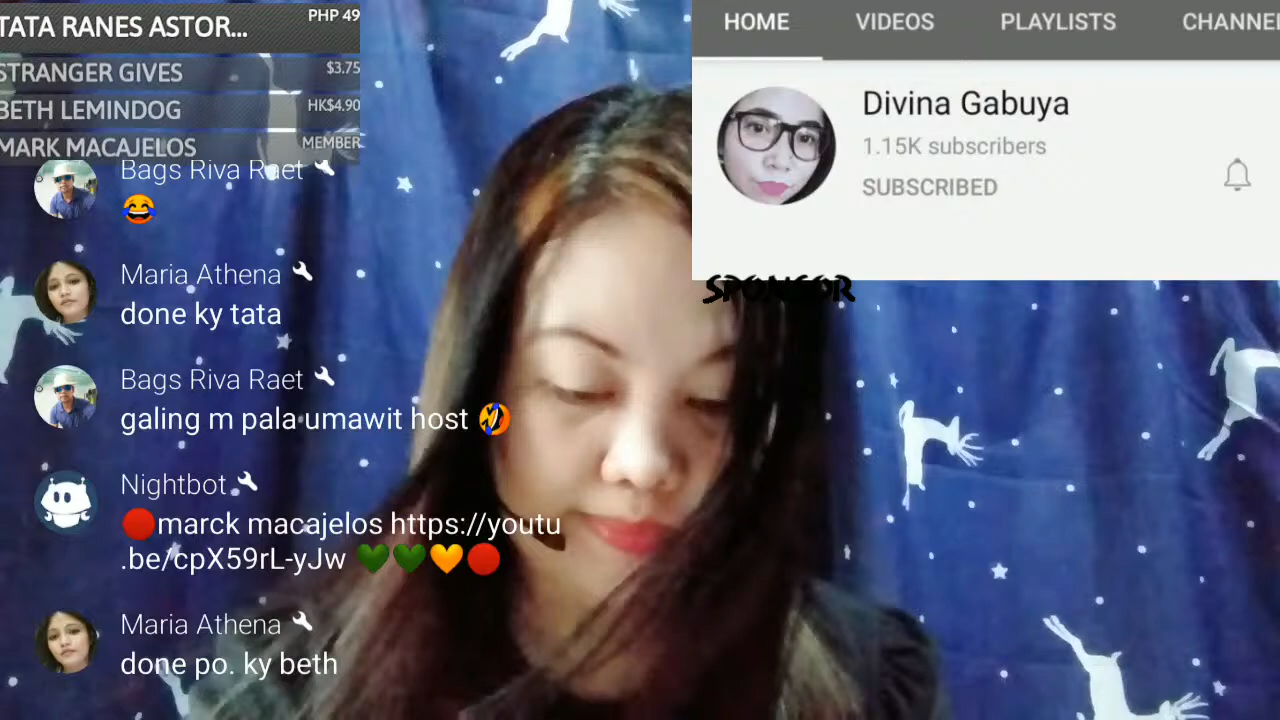 TATA RANES ASTOR... PHP 49
STRANGER GIVES $3.75
BETH LEMINDOG HK$4.90
MARK MACAJELOS MEMBER
Bags Riva Raet
😂
Maria Athena
done ky tata
Bags Riva Raet
galing m pala umawit host 🤣
Nightbot
🔴marck macajelos https://youtu
.be/cpX59rL-yJw 💚💚🧡🔴
Maria Athena
done po. ky beth
HOME VIDEOS PLAYLISTS CHANNE
Divina Gabuya
1.15K subscribers
SUBSCRIBED
SPONSOR